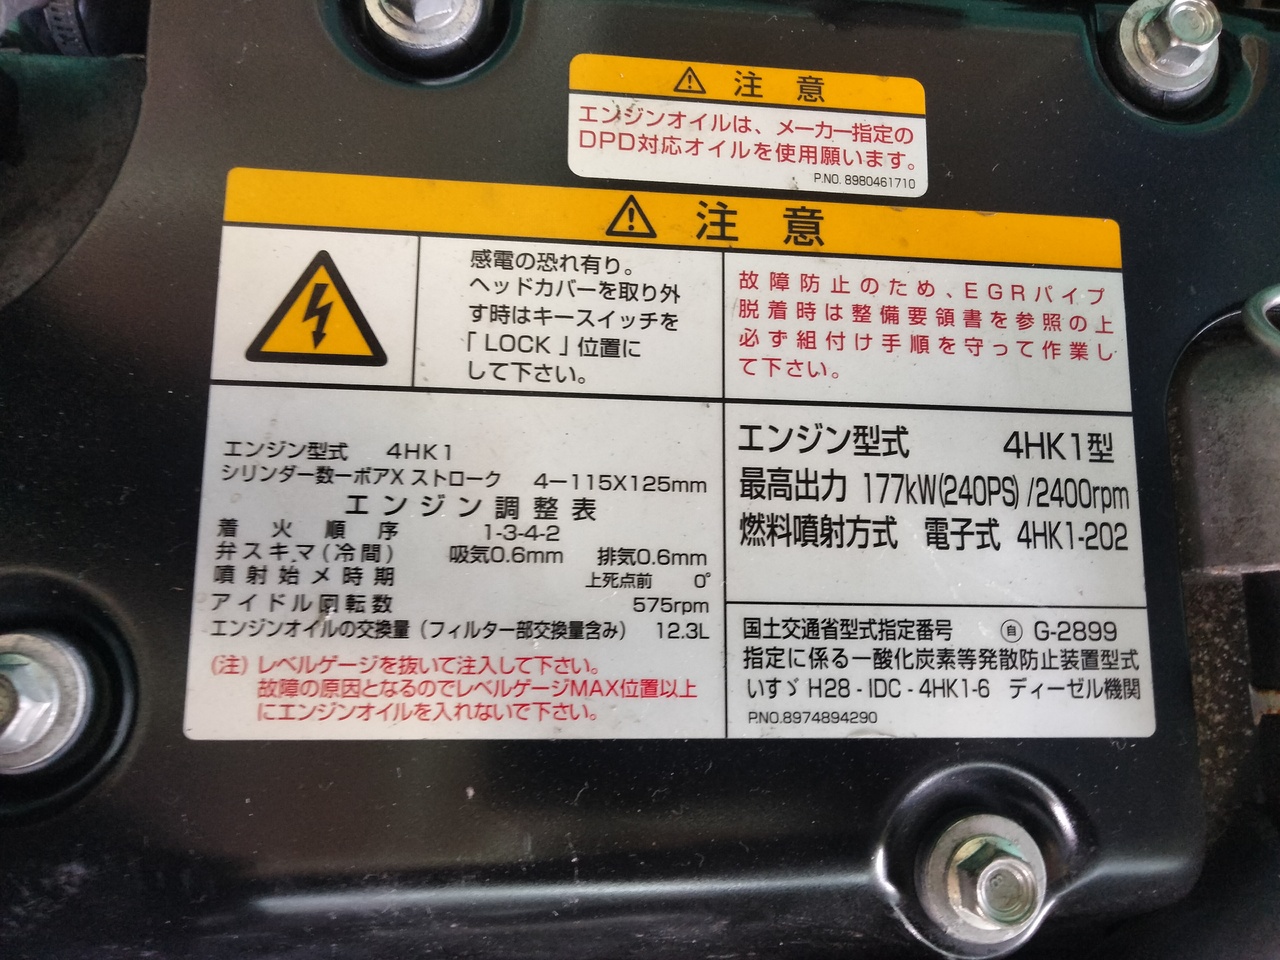 注意
エンジンオイルは、メーカー指定の
DPD対応オイルを使用願います。
P.NO. 8980461710
注意
感電の恐れ有り。
ヘッドカバーを取り外
す時はキースイッチを
「LOCK」位置に
して下さい。
故障防止のため、EGRパイプ
脱着時は整備要領書を参照の上
必ず組付け手順を守って作業し
て下さい。
エンジン型式 4HK1
シリンダー数ーボアXストローク 4ー115X125mm
エンジン調整表
着火順序 1-3-4-2
弁スキマ(冷間) 吸気0.6mm 排気0.6mm
噴射始メ時期 上死点前 0°
アイドル回転数 575rpm
エンジンオイルの交換量(フィルター部交換量含み) 12.3L
(注)レベルゲージを抜いて注入して下さい。
故障の原因となるのでレベルゲージMAX位置以上
にエンジンオイルを入れないで下さい。
エンジン型式 4HK1型
最高出力 177kW(240PS)/2400rpm
燃料噴射方式 電子式 4HK1-202
国土交通省型式指定番号 自 G-2899
指定に係る一酸化炭素等発散防止装置型式
いすゞ H28 - IDC - 4HK1-6 ディーゼル機関
P.NO.8974894290